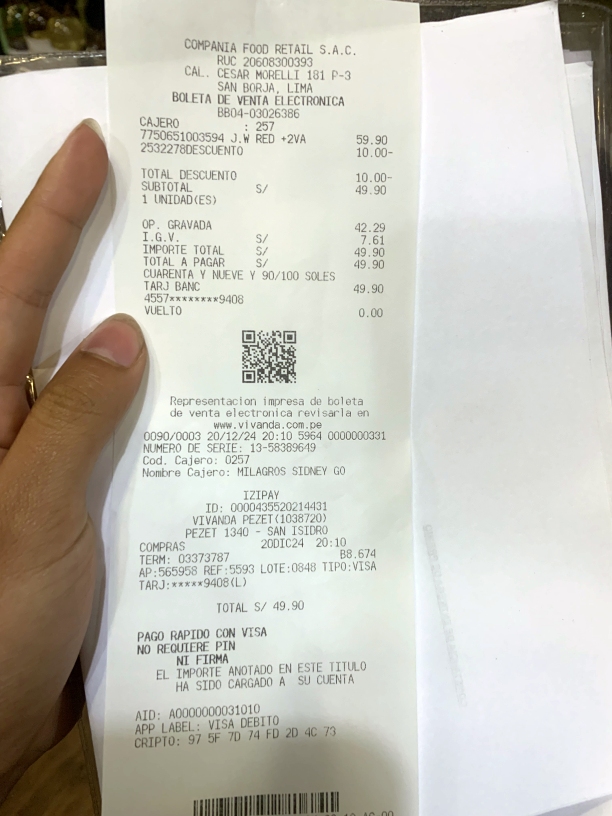 COMPANIA FOOD RETAIL S.A.C.
RUC 20608300393
CAL. CESAR MORELLI 181 P-3
SAN BORJA, LIMA
BOLETA DE VENTA ELECTRONICA
BB04-03026386
CAJERO : 257
7750651003594 J.W RED +2VA 59.90
2532278DESCUENTO 10.00-
TOTAL DESCUENTO 10.00-
SUBTOTAL S/ 49.90
1 UNIDAD(ES)
OP. GRAVADA 42.29
I.G.V. S/ 7.61
IMPORTE TOTAL S/ 49.90
TOTAL A PAGAR S/ 49.90
CUARENTA Y NUEVE Y 90/100 SOLES
TARJ BANC 49.90
4557********9408
VUELTO 0.00
Representacion impresa de boleta
de venta electronica revisarla en
www.vivanda.com.pe
0090/0003 20/12/24 20:10 5964 0000000331
NUMERO DE SERIE: 13-58389649
Cod. Cajero: 0257
Nombre Cajero: MILAGROS SIDNEY GO
IZIPAY
ID: 0000435520214431
VIVANDA PEZET(1038720)
PEZET 1340 - SAN ISIDRO
COMPRAS 20DIC24 20:10
TERM: 03373787 B8.674
AP:565958 REF:5593 LOTE:0848 TIPO:VISA
TARJ:*****9408(L)
TOTAL S/ 49.90
PAGO RAPIDO CON VISA
NO REQUIERE PIN
NI FIRMA
EL IMPORTE ANOTADO EN ESTE TITULO
HA SIDO CARGADO A SU CUENTA
AID: A0000000031010
APP LABEL: VISA DEBITO
CRIPTO: 97 5F 7D 74 FD 2D 4C 73